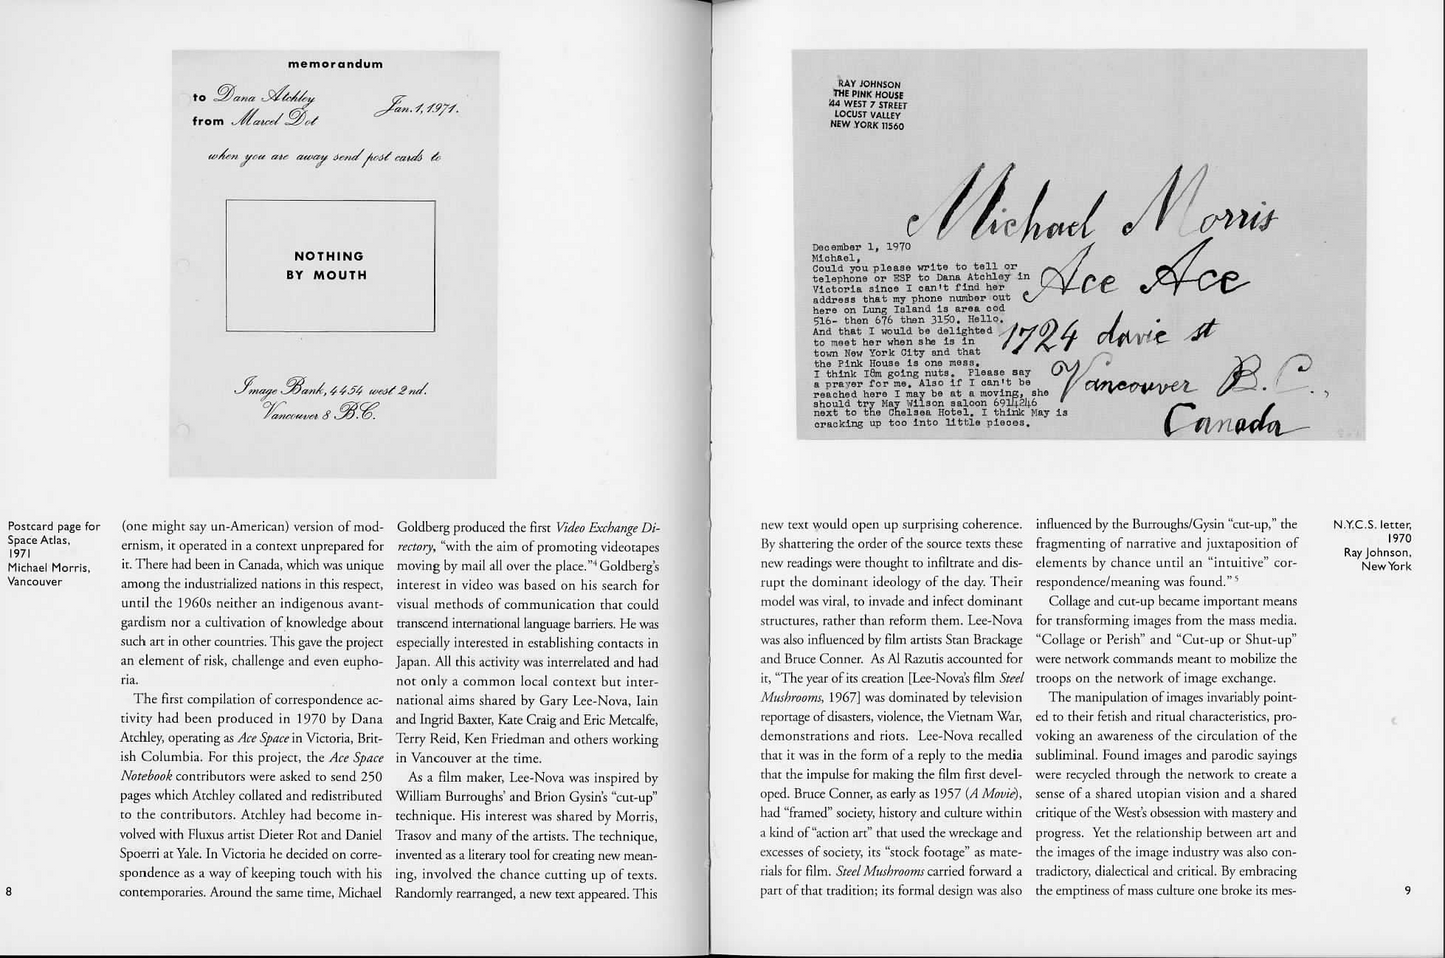 memorandum
to Dana Atchley
Jan. 1, 1971.
from Marcel Dot
when you are away send post cards to
NOTHING
BY MOUTH
Image Bank, 4454 west 2nd.
Vancouver 8 B.C.
Postcard page for
Space Atlas,
1971
Michael Morris,
Vancouver
(one might say un-American) version of mod-
ernism, it operated in a context unprepared for
it. There had been in Canada, which was unique
among the industrialized nations in this respect,
until the 1960s neither an indigenous avant-
gardism nor a cultivation of knowledge about
such art in other countries. This gave the project
an element of risk, challenge and even eupho-
ria.
The first compilation of correspondence ac-
tivity had been produced in 1970 by Dana
Atchley, operating as Ace Space in Victoria, Brit-
ish Columbia. For this project, the Ace Space
Notebook contributors were asked to send 250
pages which Atchley collated and redistributed
to the contributors. Atchley had become in-
volved with Fluxus artist Dieter Rot and Daniel
Spoerri at Yale. In Victoria he decided on corre-
spondence as a way of keeping touch with his
contemporaries. Around the same time, Michael
8
Goldberg produced the first Video Exchange Di-
rectory, "with the aim of promoting videotapes
moving by mail all over the place."4 Goldberg's
interest in video was based on his search for
visual methods of communication that could
transcend international language barriers. He was
especially interested in establishing contacts in
Japan. All this activity was interrelated and had
not only a common local context but inter-
national aims shared by Gary Lee-Nova, Iain
and Ingrid Baxter, Kate Craig and Eric Metcalfe,
Terry Reid, Ken Friedman and others working
in Vancouver at the time.
As a film maker, Lee-Nova was inspired by
William Burroughs' and Brion Gysin's "cut-up"
technique. His interest was shared by Morris,
Trasov and many of the artists. The technique,
invented as a literary tool for creating new mean-
ing, involved the chance cutting up of texts.
Randomly rearranged, a new text appeared. This
RAY JOHNSON
THE PINK HOUSE
44 WEST 7 STREET
LOCUST VALLEY
NEW YORK 11560
Michael Morris
Ace Ace
1724 davie st
Vancouver B.C.,
Canada
December 1, 1970
Michael,
Could you please write to tell or
telephone or ESP to Dana Atchley in
Victoria since I can't find her
address that my phone number out
here on Lung Island is area cod
516- then 676 then 3150. Hello.
And that I would be delighted
to meet her when she is in
town New York City and that
the Pink House is one mess.
I think I8m going nuts. Please say
a prayer for me. Also if I can't be
reached here I may be at a moving, she
should try May Wilson saloon 6914246
next to the Chelsea Hotel. I think May is
cracking up too into little pieces.
new text would open up surprising coherence.
By shattering the order of the source texts these
new readings were thought to infiltrate and dis-
rupt the dominant ideology of the day. Their
model was viral, to invade and infect dominant
structures, rather than reform them. Lee-Nova
was also influenced by film artists Stan Brackage
and Bruce Conner. As Al Razutis accounted for
it, "The year of its creation [Lee-Nova's film Steel
Mushrooms, 1967] was dominated by television
reportage of disasters, violence, the Vietnam War,
demonstrations and riots. Lee-Nova recalled
that it was in the form of a reply to the media
that the impulse for making the film first devel-
oped. Bruce Conner, as early as 1957 (A Movie),
had "framed" society, history and culture within
a kind of "action art" that used the wreckage and
excesses of society, its "stock footage" as mate-
rials for film. Steel Mushrooms carried forward a
part of that tradition; its formal design was also
influenced by the Burroughs/Gysin "cut-up," the
fragmenting of narrative and juxtaposition of
elements by chance until an "intuitive" cor-
respondence/meaning was found."5
Collage and cut-up became important means
for transforming images from the mass media.
"Collage or Perish" and "Cut-up or Shut-up"
were network commands meant to mobilize the
troops on the network of image exchange.
The manipulation of images invariably point-
ed to their fetish and ritual characteristics, pro-
voking an awareness of the circulation of the
subliminal. Found images and parodic sayings
were recycled through the network to create a
sense of a shared utopian vision and a shared
critique of the West's obsession with mastery and
progress. Yet the relationship between art and
the images of the image industry was also con-
tradictory, dialectical and critical. By embracing
the emptiness of mass culture one broke its mes-
N.Y.C.S. letter,
1970
Ray Johnson,
New York
9